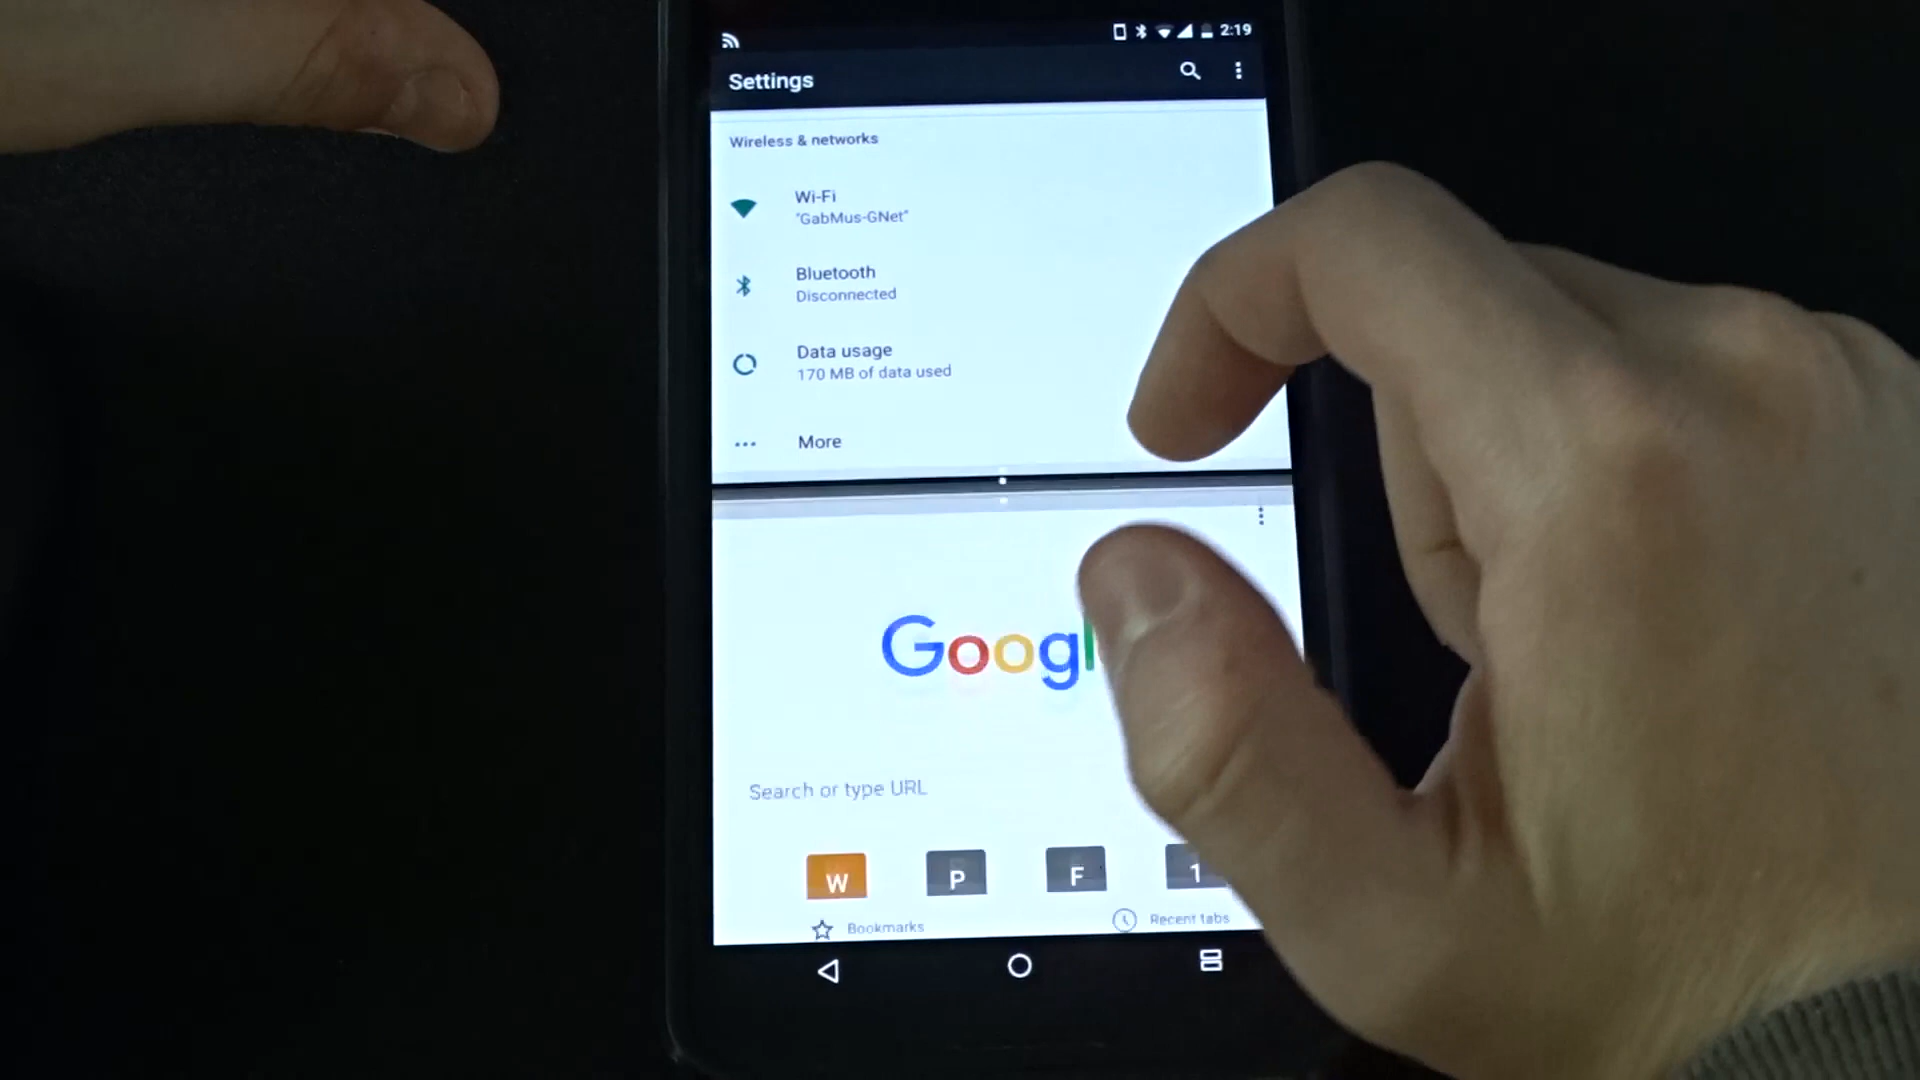 2:19
Settings
Wireless & networks
Wi-Fi
"GabMus-GNet"
Bluetooth
Disconnected
Data usage
170 MB of data used
More
Googl
Search or type URL
W P F 1
Bookmarks Recent tabs